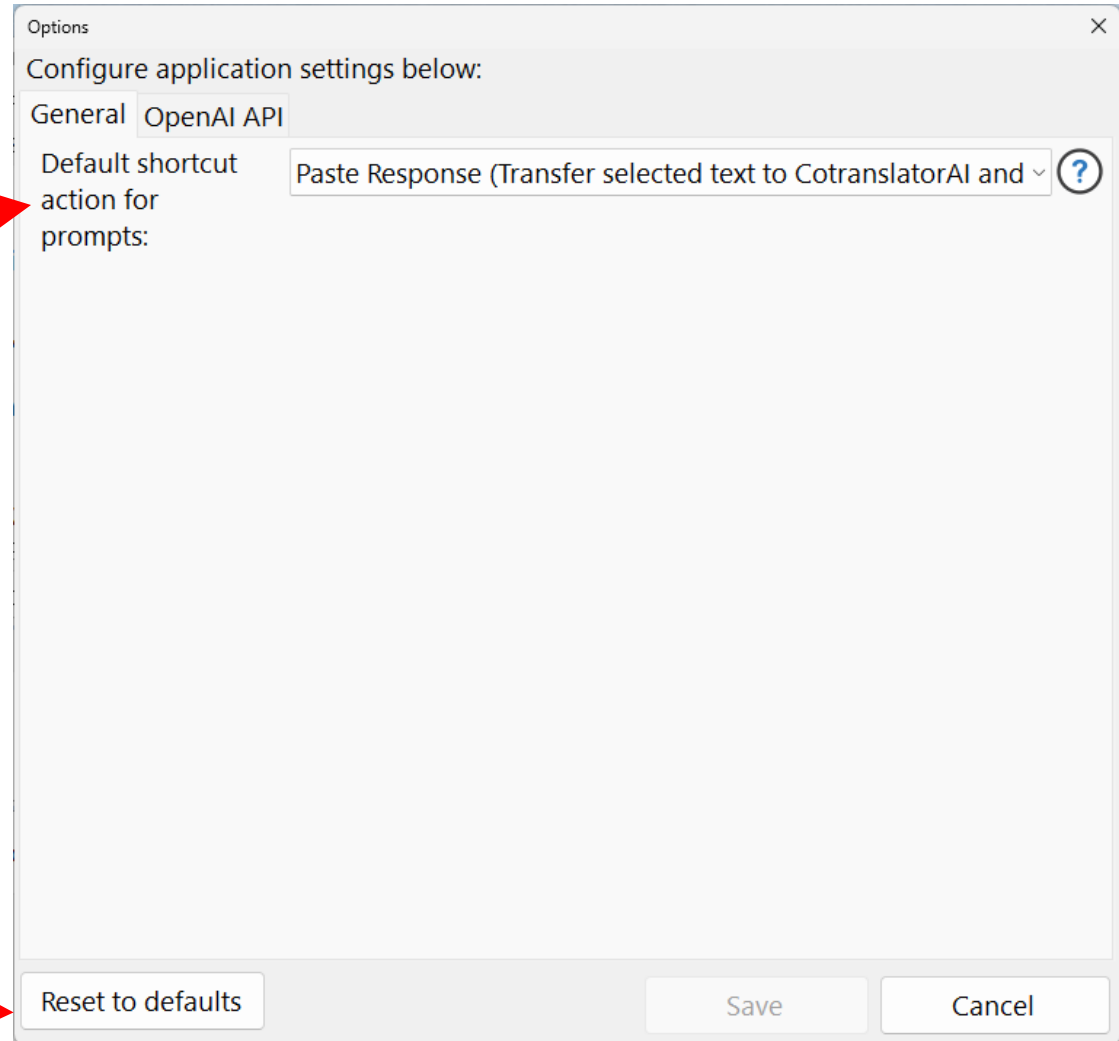 Options
Configure application settings below:
General OpenAI API
Default shortcut
action for
prompts:
Paste Response (Transfer selected text to CotranslatorAI and
?
Reset to defaults
Save
Cancel